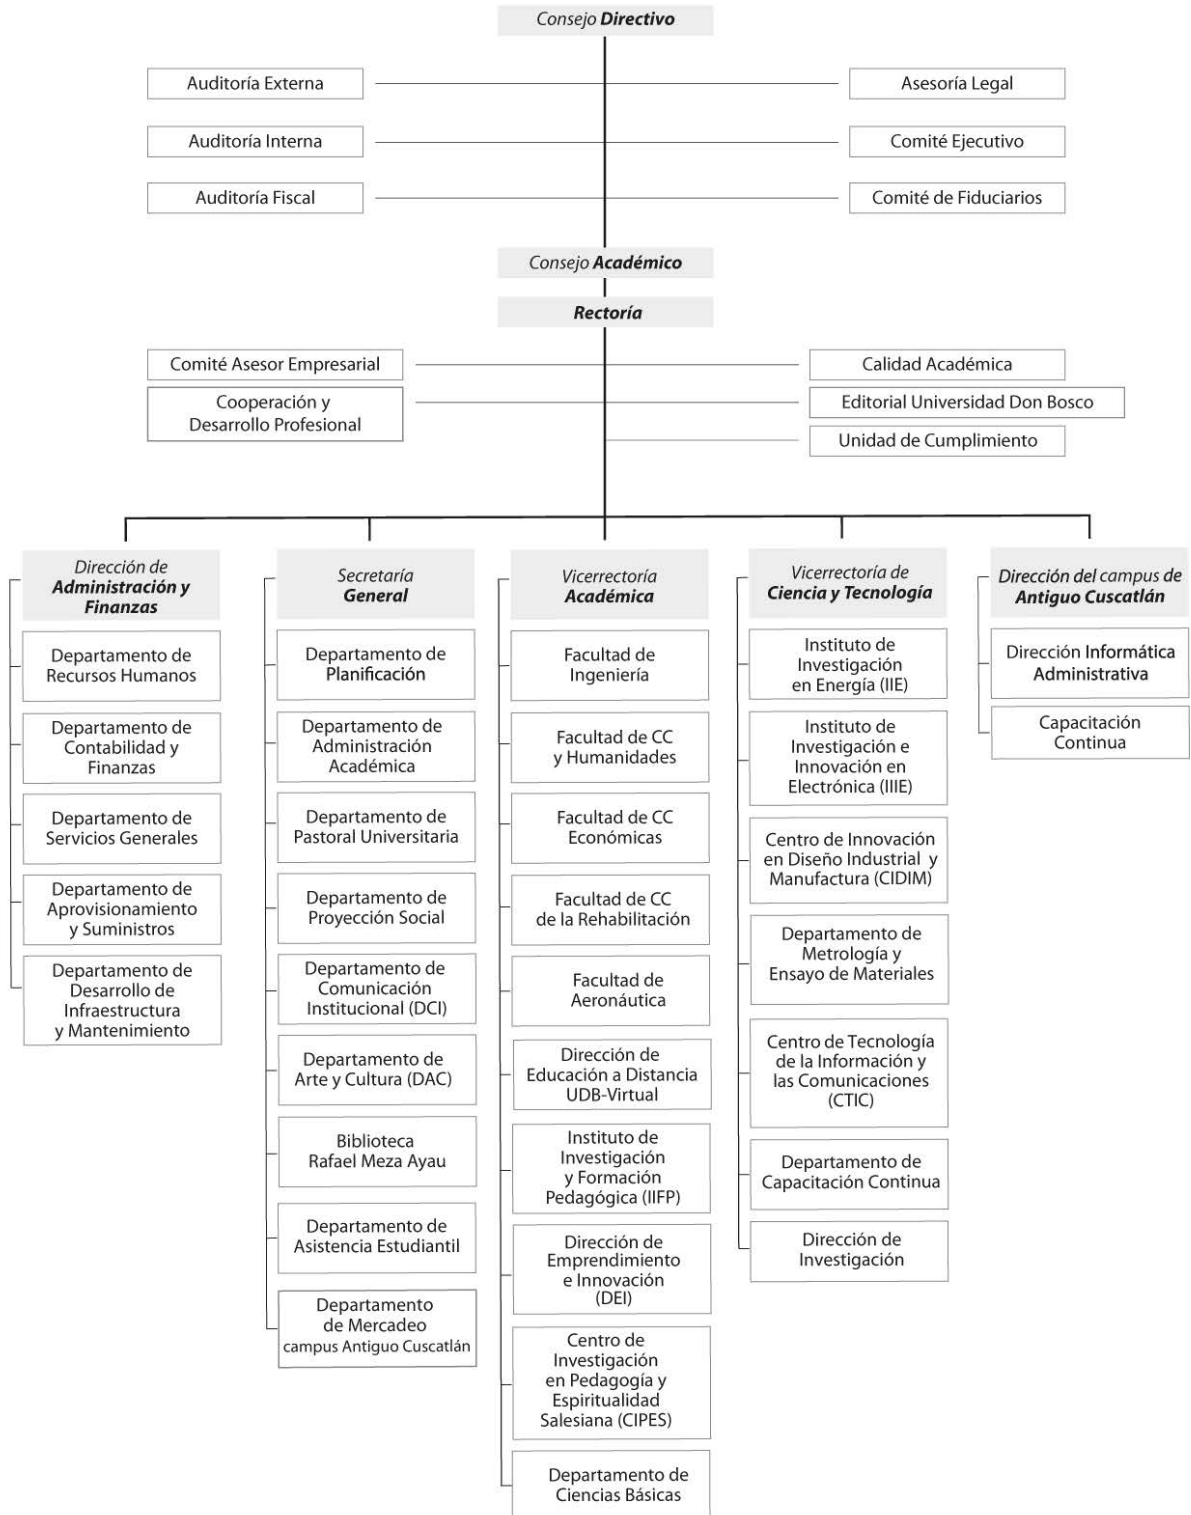 Consejo Directivo
Auditoría Externa
Asesoría Legal
Auditoría Interna
Comité Ejecutivo
Auditoría Fiscal
Comité de Fiduciarios
Consejo Académico
Rectoría
Comité Asesor Empresarial
Calidad Académica
Cooperación y
Desarrollo Profesional
Editorial Universidad Don Bosco
Unidad de Cumplimiento
Dirección de
Administración y
Finanzas
Departamento de
Recursos Humanos
Departamento de
Contabilidad y
Finanzas
Departamento de
Servicios Generales
Departamento de
Aprovisionamiento
y Suministros
Departamento de
Desarrollo de
Infraestructura
y Mantenimiento
Secretaría
General
Departamento de
Planificación
Departamento de
Administración
Académica
Departamento de
Pastoral Universitaria
Departamento de
Proyección Social
Departamento de
Comunicación
Institucional (DCI)
Departamento de
Arte y Cultura (DAC)
Biblioteca
Rafael Meza Ayau
Departamento de
Asistencia Estudiantil
Departamento
de Mercadeo
campus Antiguo Cuscatlán
Vicerrectoría
Académica
Facultad de
Ingeniería
Facultad de CC
y Humanidades
Facultad de CC
Económicas
Facultad de CC
de la Rehabilitación
Facultad de
Aeronáutica
Dirección de
Educación a Distancia
UDB-Virtual
Instituto de
Investigación
y Formación
Pedagógica (IIFP)
Dirección de
Emprendimiento
e Innovación
(DEI)
Centro de
Investigación
en Pedagogía y
Espiritualidad
Salesiana (CIPES)
Departamento de
Ciencias Básicas
Vicerrectoría de
Ciencia y Tecnología
Instituto de
Investigación
en Energía (IIE)
Instituto de
Investigación e
Innovación en
Electrónica (IIIE)
Centro de Innovación
en Diseño Industrial y
Manufactura (CIDIM)
Departamento de
Metrología y
Ensayo de Materiales
Centro de Tecnología
de la Información y
las Comunicaciones
(CTIC)
Departamento de
Capacitación Continua
Dirección de
Investigación
Dirección del campus de
Antiguo Cuscatlán
Dirección Informática
Administrativa
Capacitación
Continua